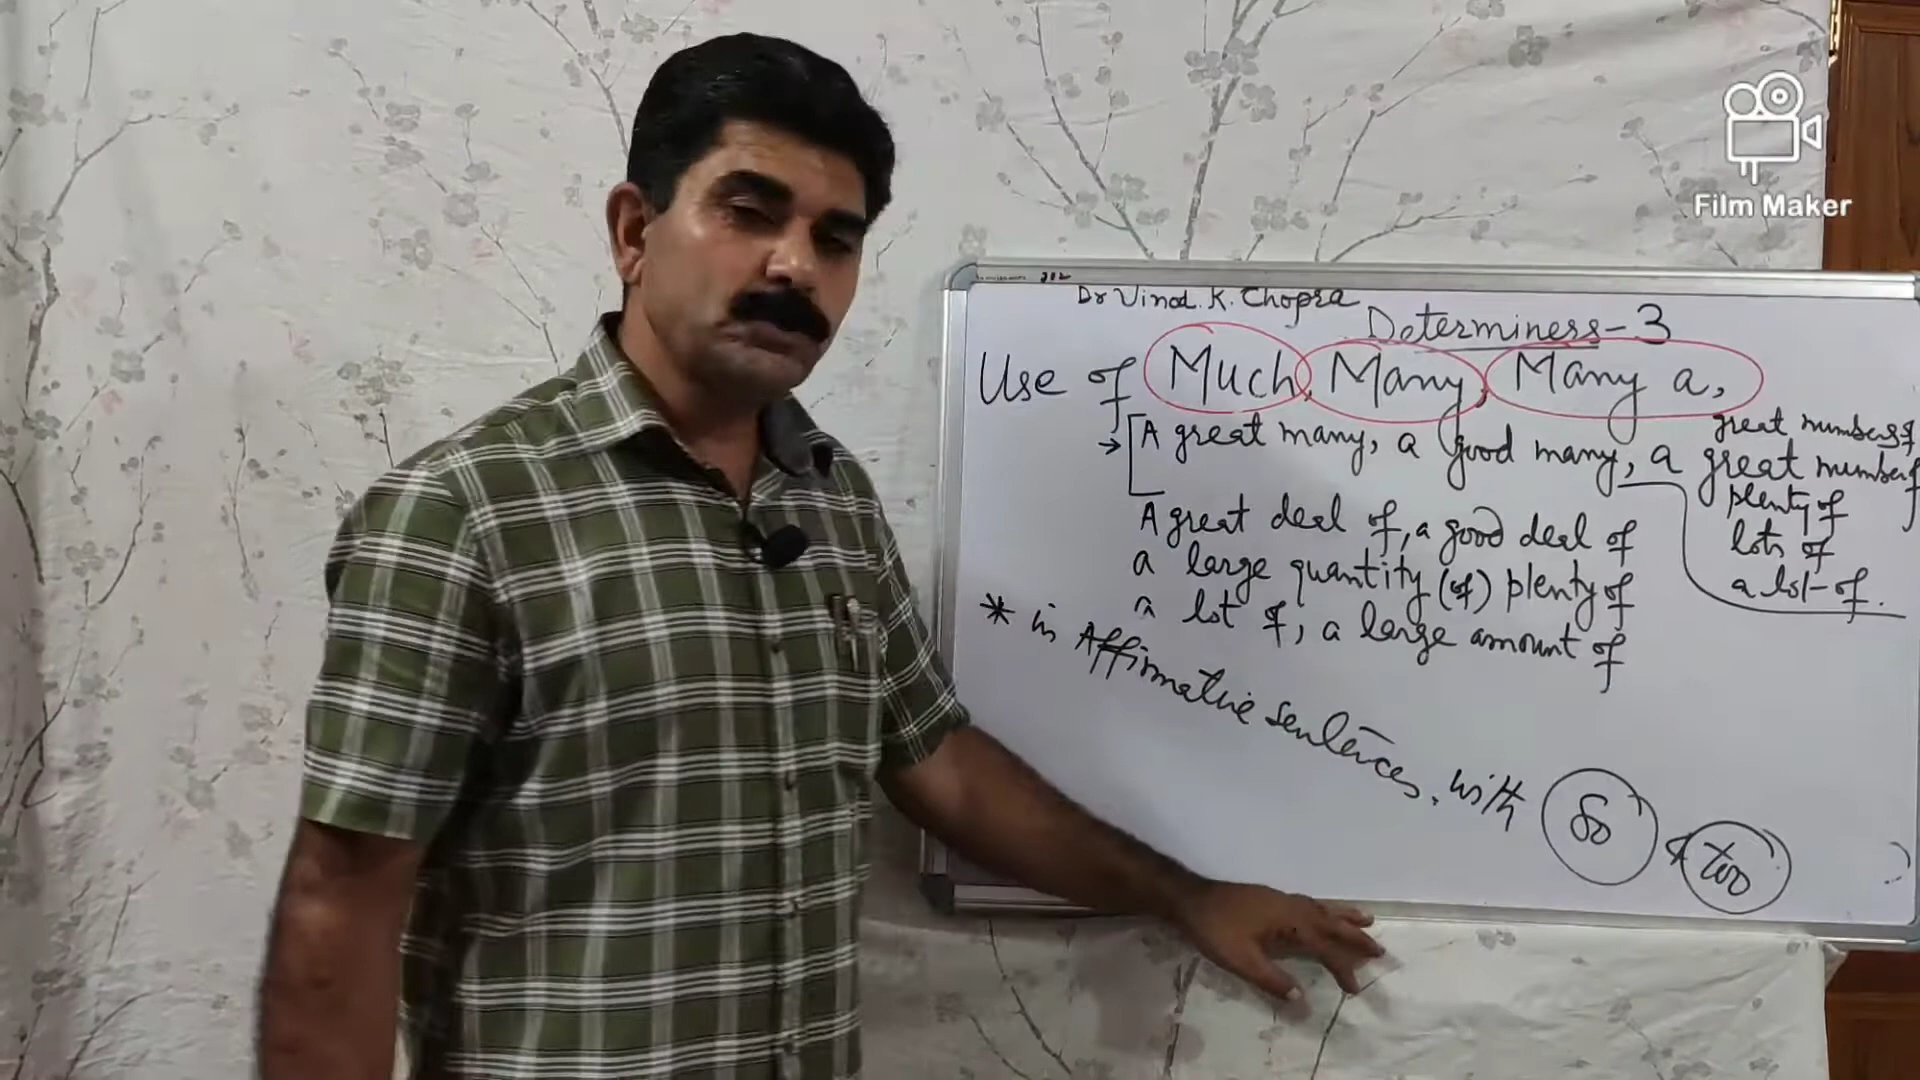 Film Maker
Dr Vinod. K. Chopra
Determiners-3
Use of Much, Many, Many a,
great numbers of
→ [A great many, a good many, a great number of
plenty of
lots of
a lot of.
A great deal of, a good deal of
a large quantity (of) plenty of
a lot of, a large amount of
* in Affirmative sentences. with So & too